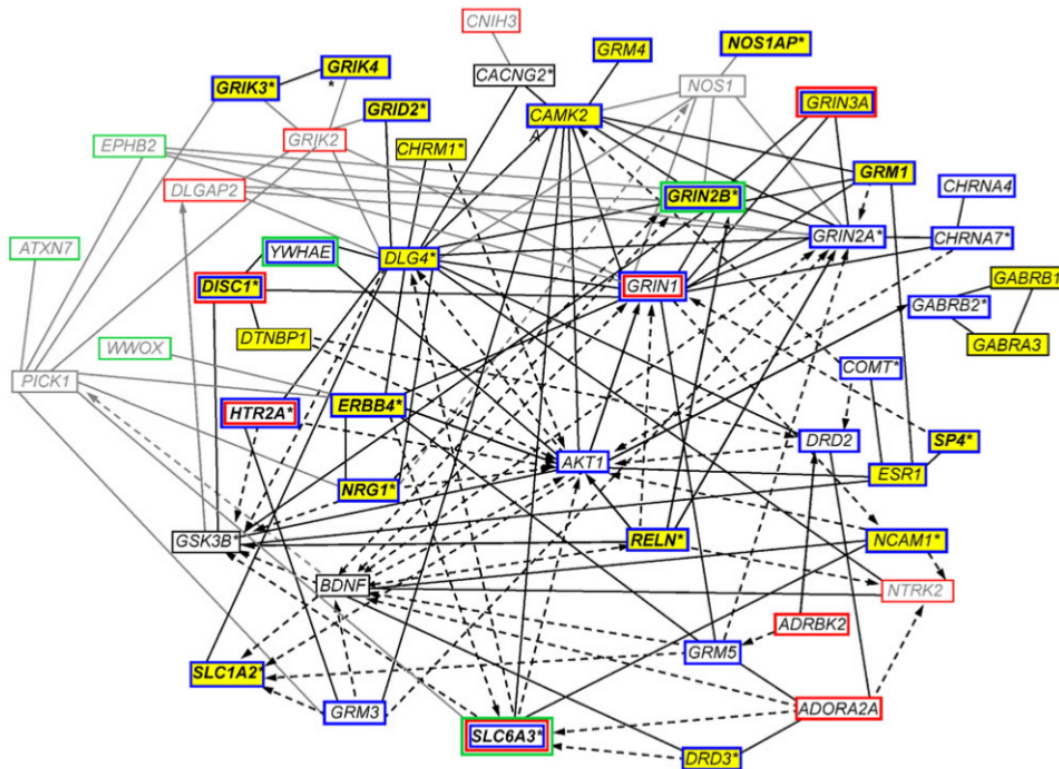 CNIH3
NOS1AP*
GRM4
GRIK4
*
GRIK3*
CACNG2*
NOS1
GRIN3A
GRID2*
CAMK2
A
EPHB2
GRIK2
CHRM1*
GRM1
DLGAP2
GRIN2B*
CHRNA4
ATXN7
YWHAE
DLG4*
GRIN2A*
CHRNA7*
DISC1*
GRIN1
GABRB1
GABRB2*
DTNBP1
WWOX
GABRA3
PICK1
COMT*
HTR2A*
ERBB4*
DRD2
SP4*
AKT1
ESR1
NRG1*
GSK3B*
RELN*
NCAM1*
BDNF
NTRK2
ADRBK2
GRM5
SLC1A2*
GRM3
ADORA2A
SLC6A3*
DRD3*